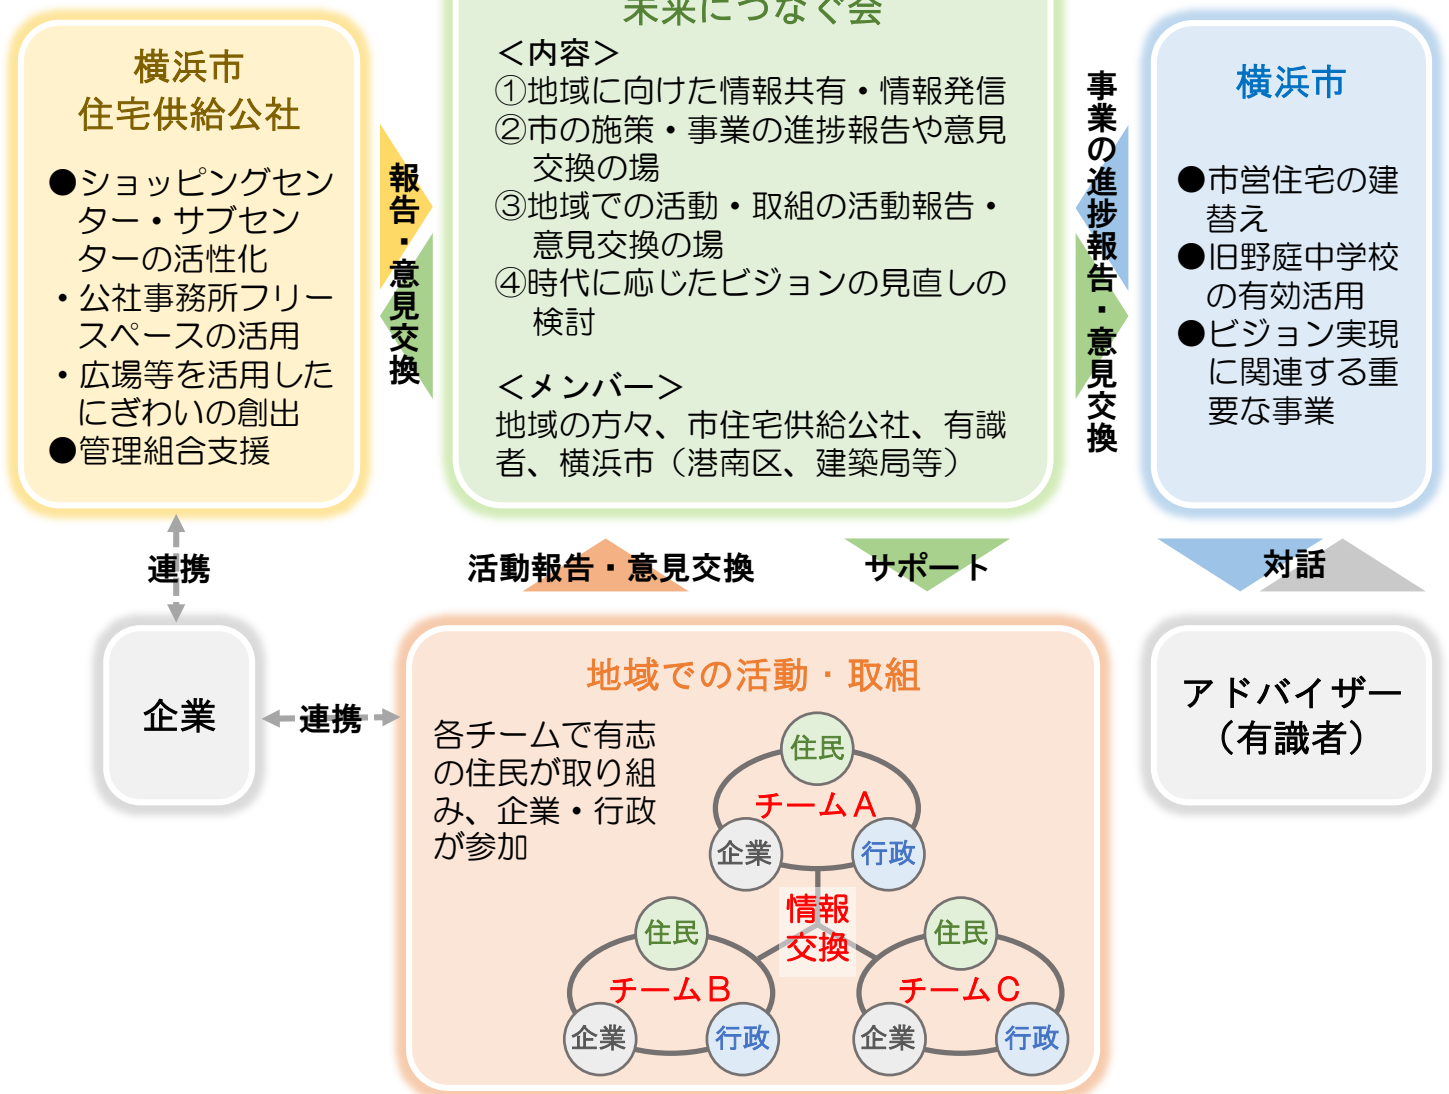 未来につなぐ会
＜内容＞
①地域に向けた情報共有・情報発信
②市の施策・事業の進捗報告や意見
交換の場
③地域での活動・取組の活動報告・
意見交換の場
④時代に応じたビジョンの見直しの
検討
＜メンバー＞
地域の方々、市住宅供給公社、有識
者、横浜市（港南区、建築局等）
横浜市
住宅供給公社
●ショッピングセン
ター・サブセン
ターの活性化
・公社事務所フリー
スペースの活用
・広場等を活用した
にぎわいの創出
●管理組合支援
報告・意見交換
事業の進捗報告・意見交換
横浜市
●市営住宅の建
替え
●旧野庭中学校
の有効活用
●ビジョン実現
に関連する重
要な事業
連携
活動報告・意見交換
サポート
対話
企業
連携
地域での活動・取組
各チームで有志
の住民が取り組
み、企業・行政
が参加
住民
チームA
企業
行政
情報
交換
住民
チームB
企業
行政
住民
チームC
企業
行政
アドバイザー
（有識者）